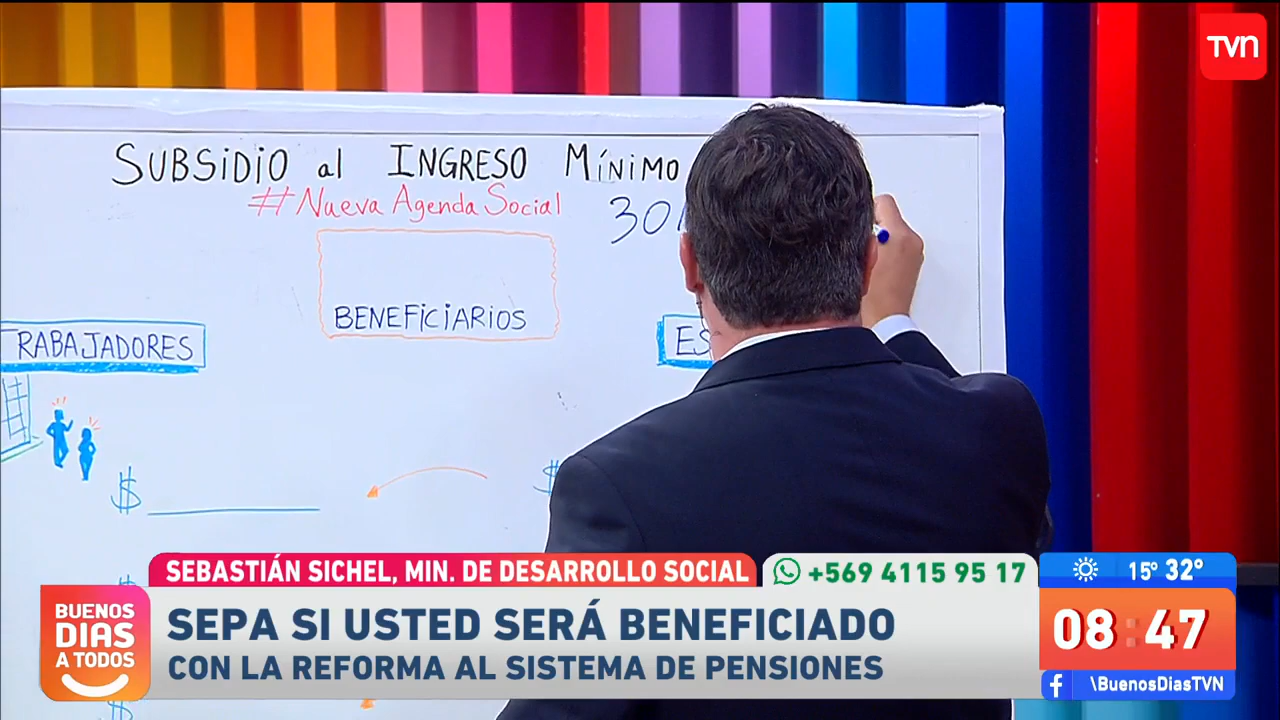 TVN
SUBSIDIO al INGRESO MÍNIMO
#Nueva Agenda Social
30
BENEFICIARIOS
TRABAJADORES
$
$
SEBASTIÁN SICHEL, MIN. DE DESARROLLO SOCIAL
+569 4115 95 17
15° 32°
BUENOS
DIAS
A TODOS
SEPA SI USTED SERÁ BENEFICIADO
CON LA REFORMA AL SISTEMA DE PENSIONES
08:47
\BuenosDiasTVN